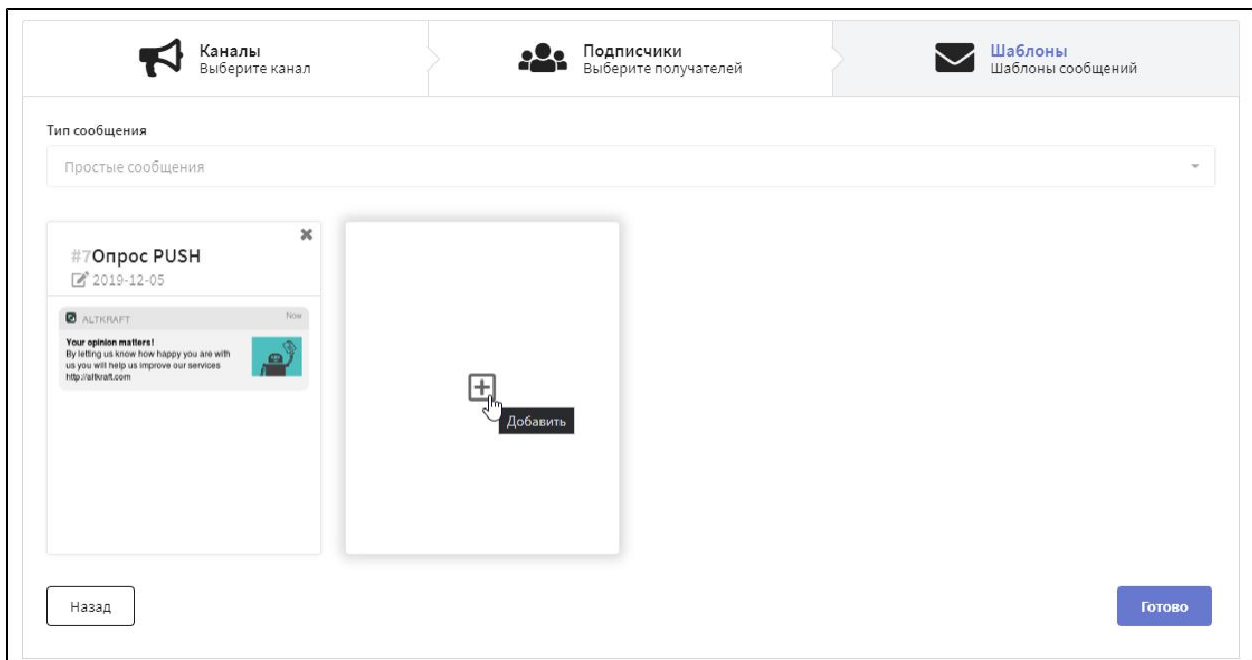 Каналы
Выберите канал
Подписчики
Выберите получателей
Шаблоны
Шаблоны сообщений
Тип сообщения
Простые сообщения
#7Опрос PUSH
2019-12-05
ALTKRAFT
Now
Your opinion matters!
By letting us know how happy you are with
us you will help us improve our services
http://altkraft.com
Добавить
Назад
Готово